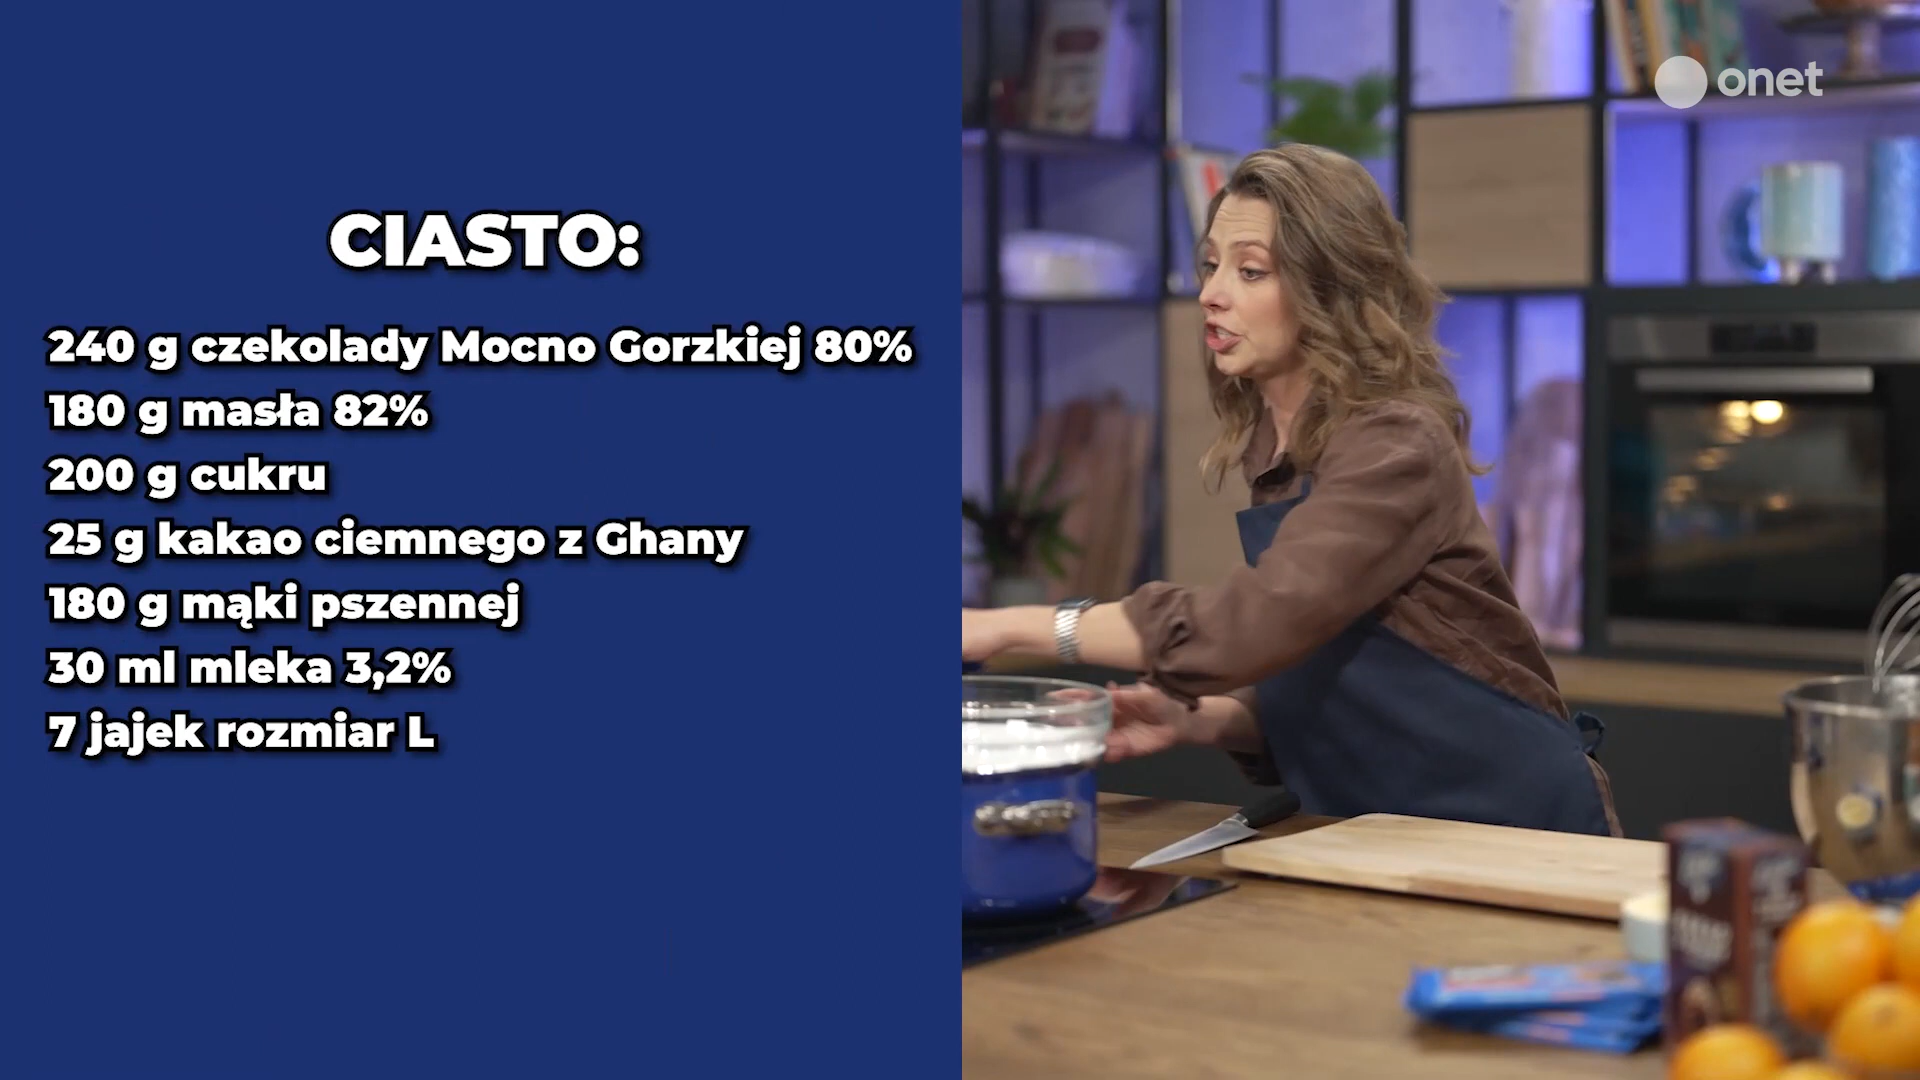 onet
CIASTO:
240 g czekolady Mocno Gorzkiej 80%
180 g masła 82%
200 g cukru
25 g kakao ciemnego z Ghany
180 g mąki pszennej
30 ml mleka 3,2%
7 jajek rozmiar L